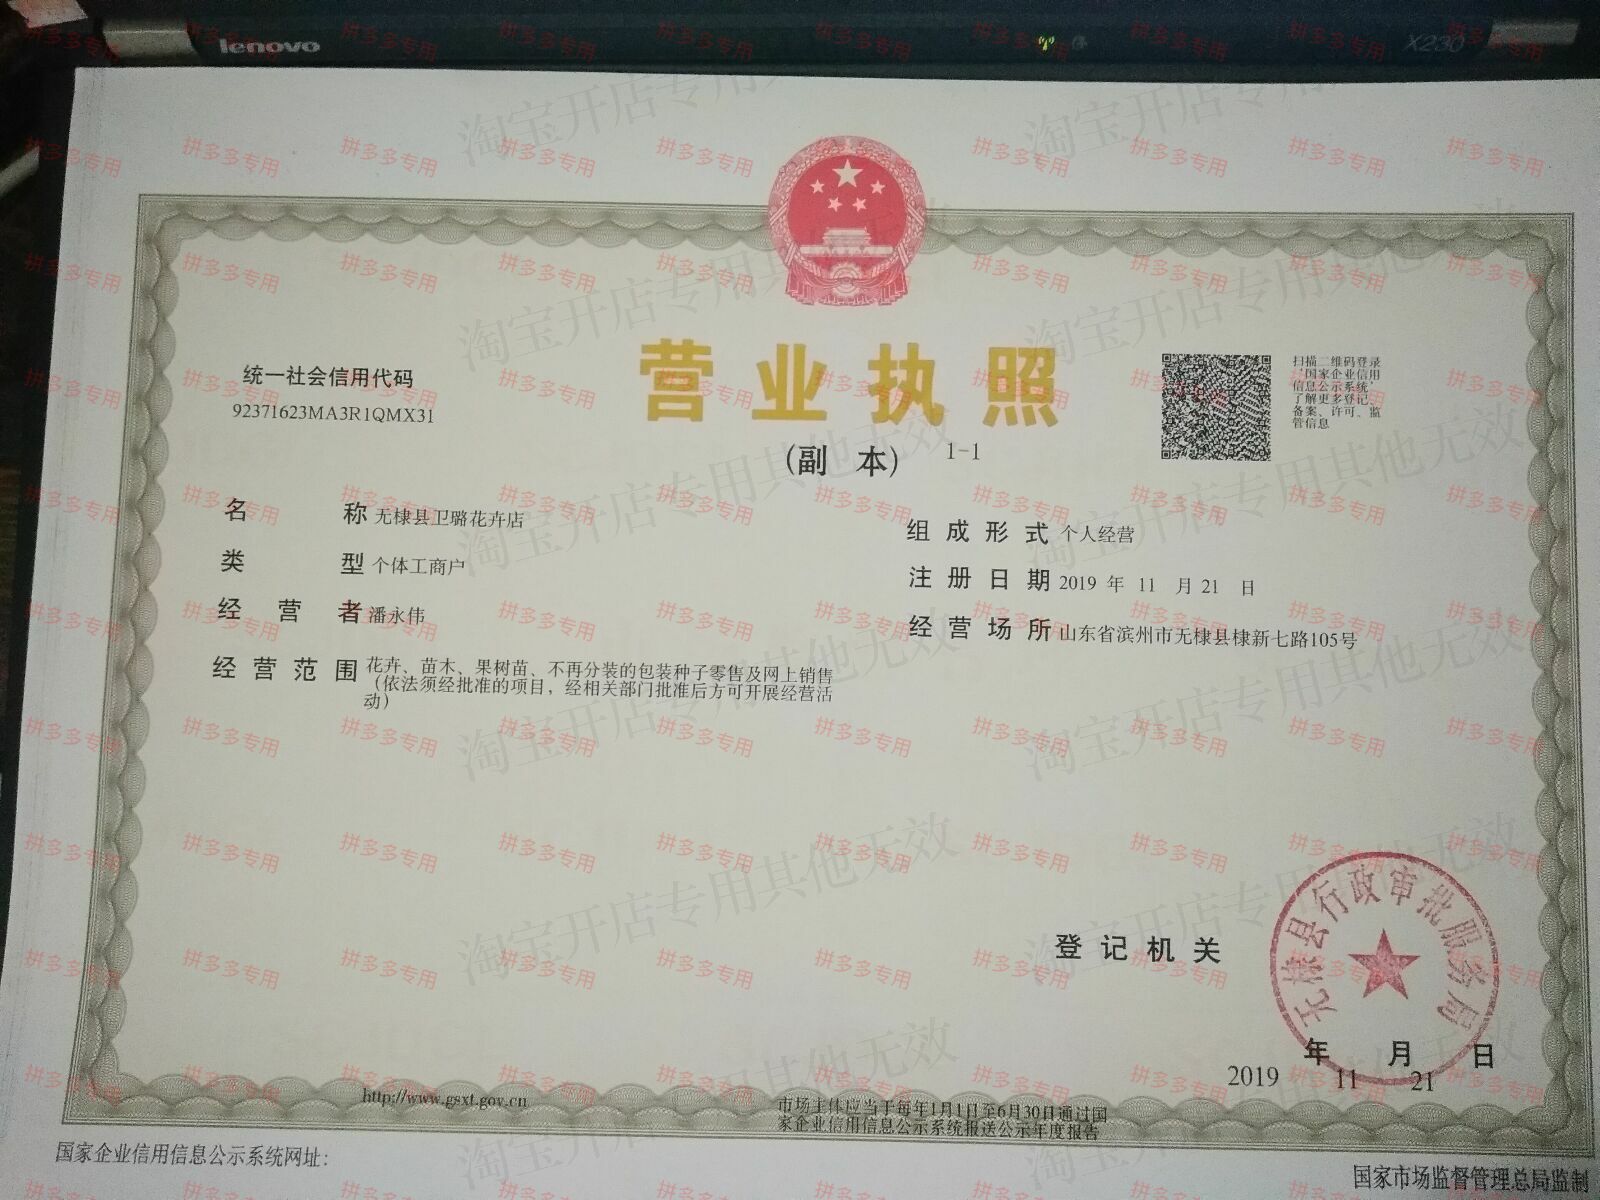 lenovo
X230
统一社会信用代码
92371623MA3R1QMX31
营业执照
(副 本) 1-1
扫描二维码登录
“国家企业信用
信息公示系统”
了解更多登记、
备案、许可、监
管信息
名 称 无棣县卫璐花卉店
类 型 个体工商户
经 营 者 潘永伟
经 营 范 围 花卉、苗木、果树苗、不再分装的包装种子零售及网上销售
(依法须经批准的项目，经相关部门批准后方可开展经营活
动)
组 成 形 式 个人经营
注 册 日 期 2019 年 11 月 21 日
经 营 场 所 山东省滨州市无棣县棣新七路105号
登 记 机 关
无棣县行政审批服务局
2019 年 11 月 21 日
http://www.gsxt.gov.cn
市场主体应当于每年1月1日至6月30日通过国
家企业信用信息公示系统报送公示年度报告
国家企业信用信息公示系统网址：
国家市场监督管理总局监制
拼多多专用
淘宝开店专用其他无效